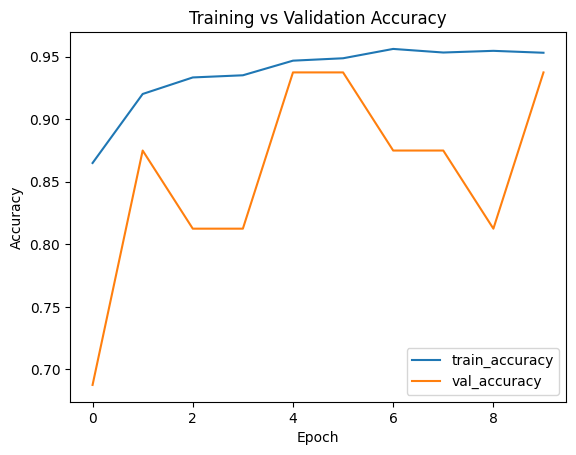 Training vs Validation Accuracy
0.95
0.90
0.85
0.80
0.75
0.70
Accuracy
train_accuracy
val_accuracy
0 2 4 6 8
Epoch